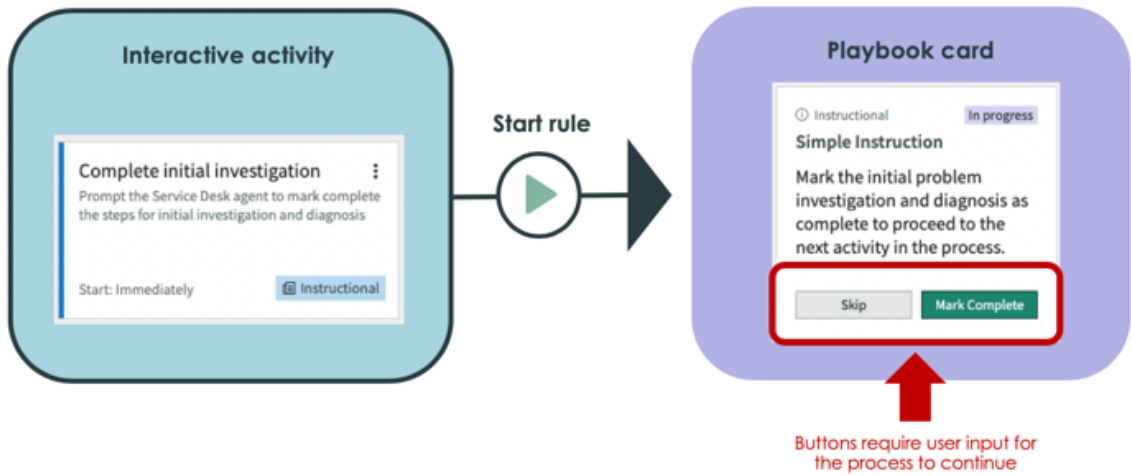 Interactive activity
Complete initial investigation
Prompt the Service Desk agent to mark complete
the steps for initial investigation and diagnosis
Start: Immediately
Instructional
Start rule
Playbook card
Instructional
In progress
Simple Instruction
Mark the initial problem
investigation and diagnosis as
complete to proceed to the
next activity in the process.
Skip
Mark Complete
Buttons require user input for
the process to continue